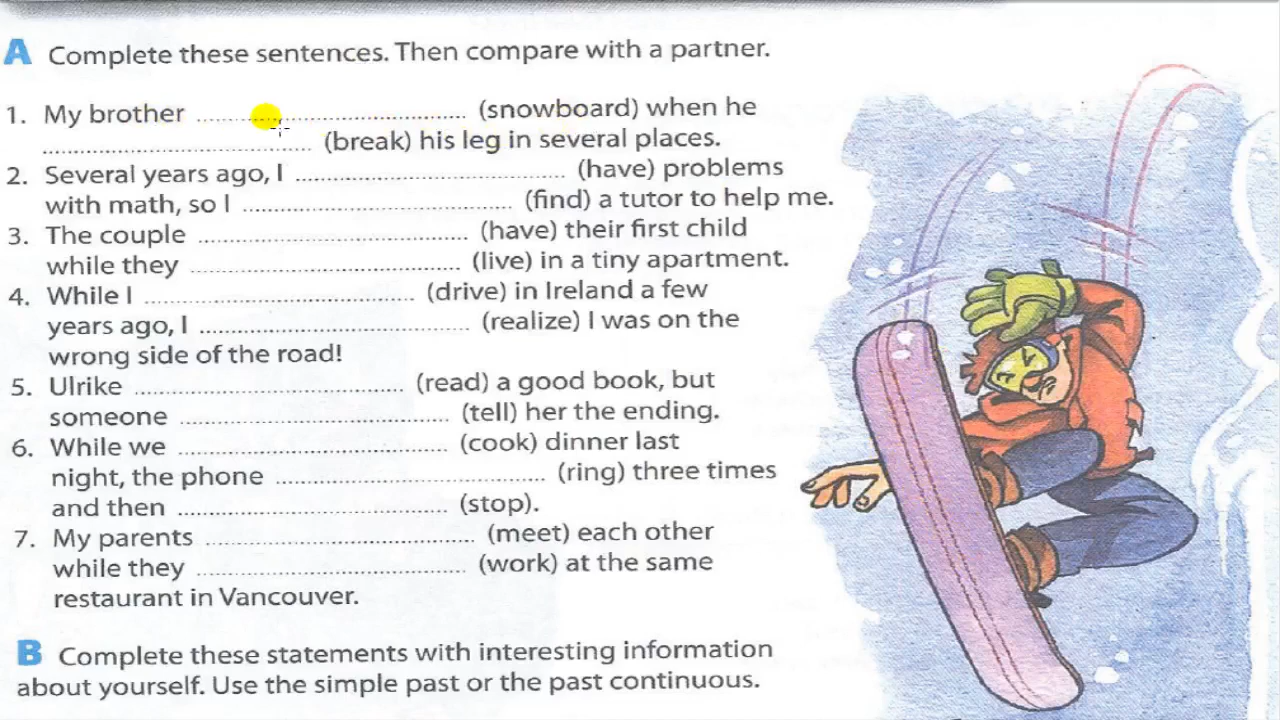 A Complete these sentences. Then compare with a partner.
1. My brother ........................................ (snowboard) when he
........................................ (break) his leg in several places.
2. Several years ago, I ........................................ (have) problems
with math, so I ........................................ (find) a tutor to help me.
3. The couple ........................................ (have) their first child
while they ........................................ (live) in a tiny apartment.
4. While I ........................................ (drive) in Ireland a few
years ago, I ........................................ (realize) I was on the
wrong side of the road!
5. Ulrike ........................................ (read) a good book, but
someone ........................................ (tell) her the ending.
6. While we ........................................ (cook) dinner last
night, the phone ........................................ (ring) three times
and then ........................................ (stop).
7. My parents ........................................ (meet) each other
while they ........................................ (work) at the same
restaurant in Vancouver.
B Complete these statements with interesting information
about yourself. Use the simple past or the past continuous.